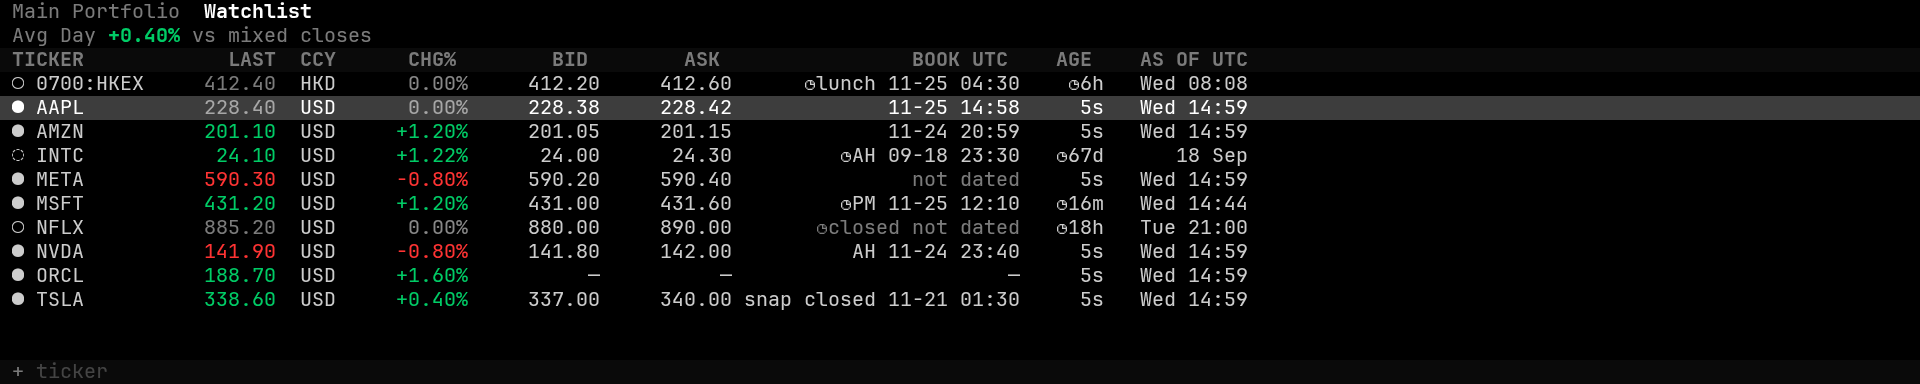 Main Portfolio  Watchlist
Avg Day +0.40% vs mixed closes
TICKER LAST CCY CHG% BID ASK BOOK UTC AGE AS OF UTC
○ 0700:HKEX 412.40 HKD 0.00% 412.20 412.60 ◔lunch 11-25 04:30 ◔6h Wed 08:08
● AAPL 228.40 USD 0.00% 228.38 228.42 11-25 14:58 5s Wed 14:59
● AMZN 201.10 USD +1.20% 201.05 201.15 11-24 20:59 5s Wed 14:59
◌ INTC 24.10 USD +1.22% 24.00 24.30 ◔AH 09-18 23:30 ◔67d 18 Sep
● META 590.30 USD -0.80% 590.20 590.40 not dated 5s Wed 14:59
● MSFT 431.20 USD +1.20% 431.00 431.60 ◔PM 11-25 12:10 ◔16m Wed 14:44
○ NFLX 885.20 USD 0.00% 880.00 890.00 ◔closed not dated ◔18h Tue 21:00
● NVDA 141.90 USD -0.80% 141.80 142.00 AH 11-24 23:40 5s Wed 14:59
● ORCL 188.70 USD +1.60% — — — 5s Wed 14:59
● TSLA 338.60 USD +0.40% 337.00 340.00 snap closed 11-21 01:30 5s Wed 14:59
+ ticker